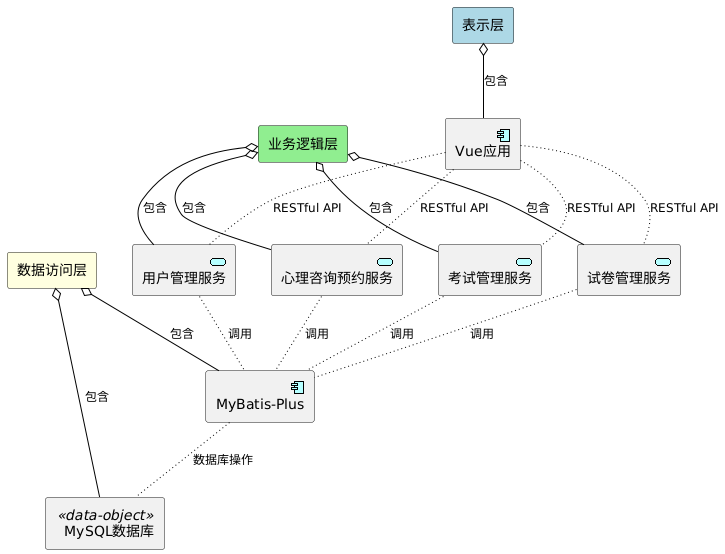 表示层
包含
业务逻辑层
Vue应用
包含
包含
RESTful API
包含
RESTful API
包含
RESTful API
RESTful API
数据访问层
用户管理服务
心理咨询预约服务
考试管理服务
试卷管理服务
包含
调用
调用
调用
调用
包含
MyBatis-Plus
数据库操作
«data-object»
MySQL数据库